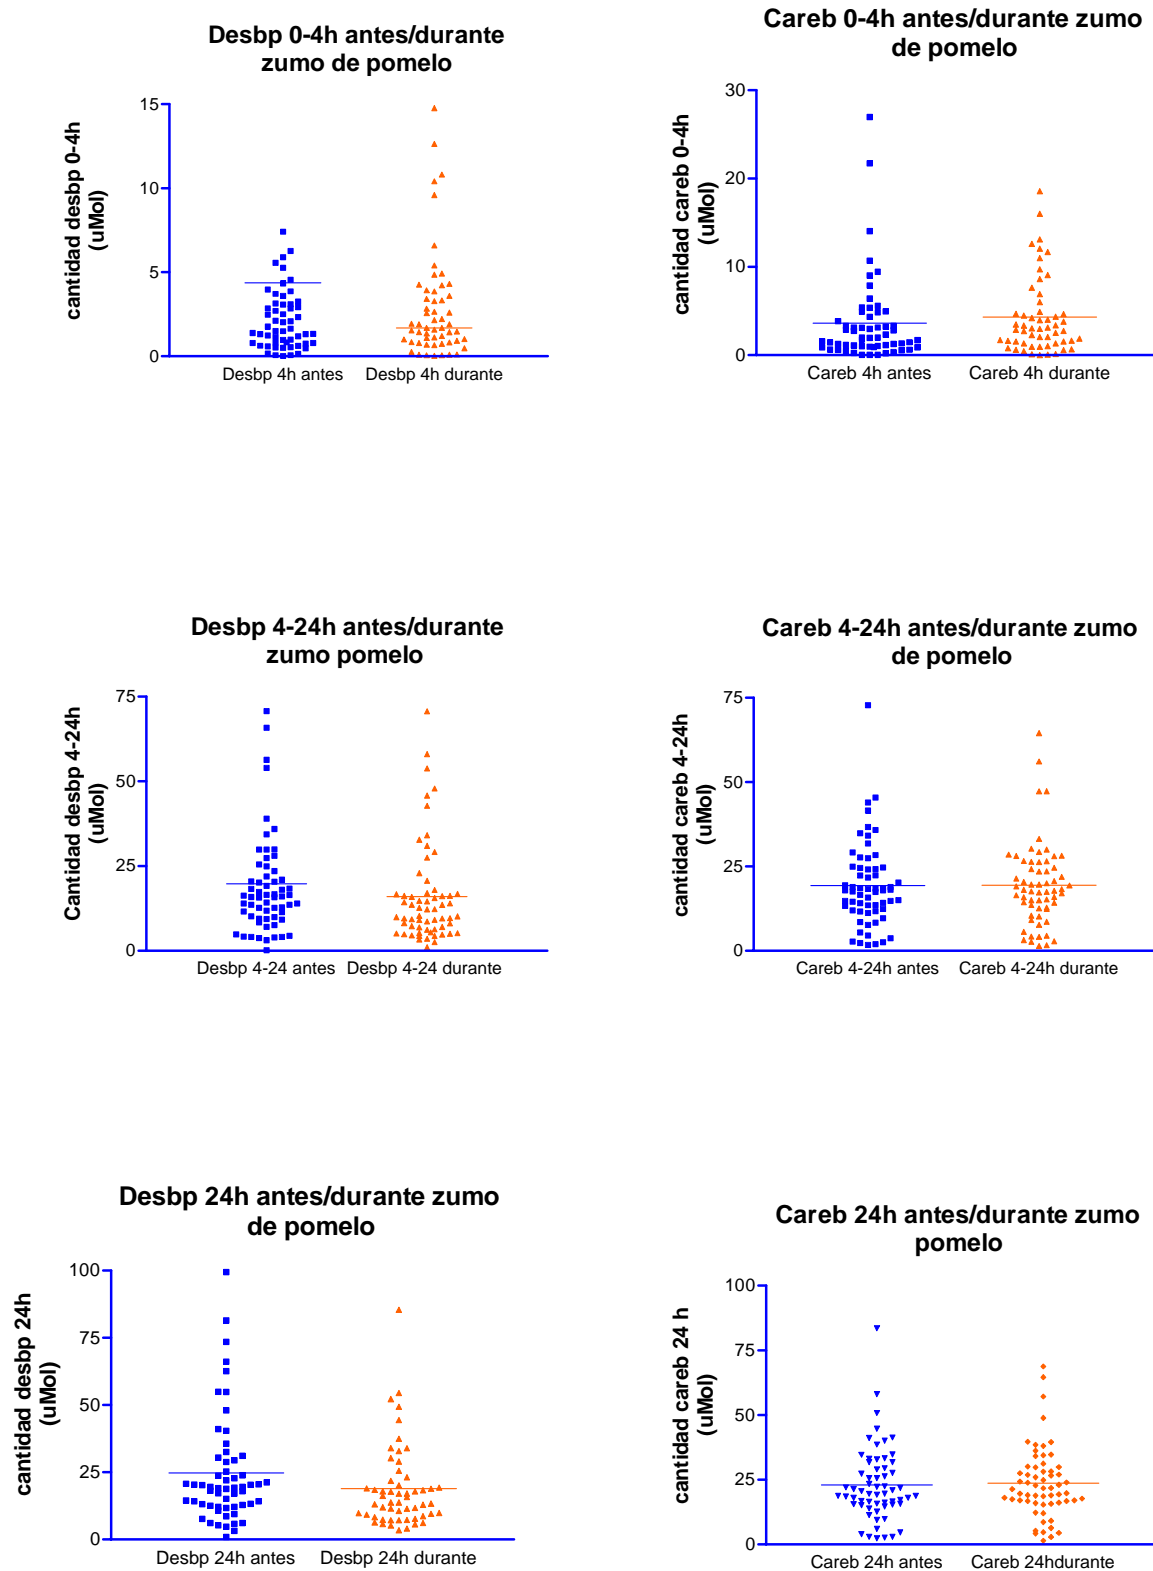 Desbp 0-4h antes/durante
zumo de pomelo
cantidad desbp 0-4h
(uMol)
15
10
5
0
Desbp 4h antes
Desbp 4h durante
Careb 0-4h antes/durante zumo
de pomelo
cantidad careb 0-4h
(uMol)
30
20
10
0
Careb 4h antes
Careb 4h durante
Desbp 4-24h antes/durante
zumo pomelo
Cantidad desbp 4-24h
(uMol)
75
50
25
0
Desbp 4-24 antes
Desbp 4-24 durante
Careb 4-24h antes/durante zumo
de pomelo
cantidad careb 4-24h
(uMol)
75
50
25
0
Careb 4-24h antes
Careb 4-24h durante
Desbp 24h antes/durante zumo
de pomelo
cantidad desbp 24h
(uMol)
100
75
50
25
0
Desbp 24h antes
Desbp 24h durante
Careb 24h antes/durante zumo
pomelo
cantidad careb 24 h
(uMol)
100
75
50
25
0
Careb 24h antes
Careb 24hdurante